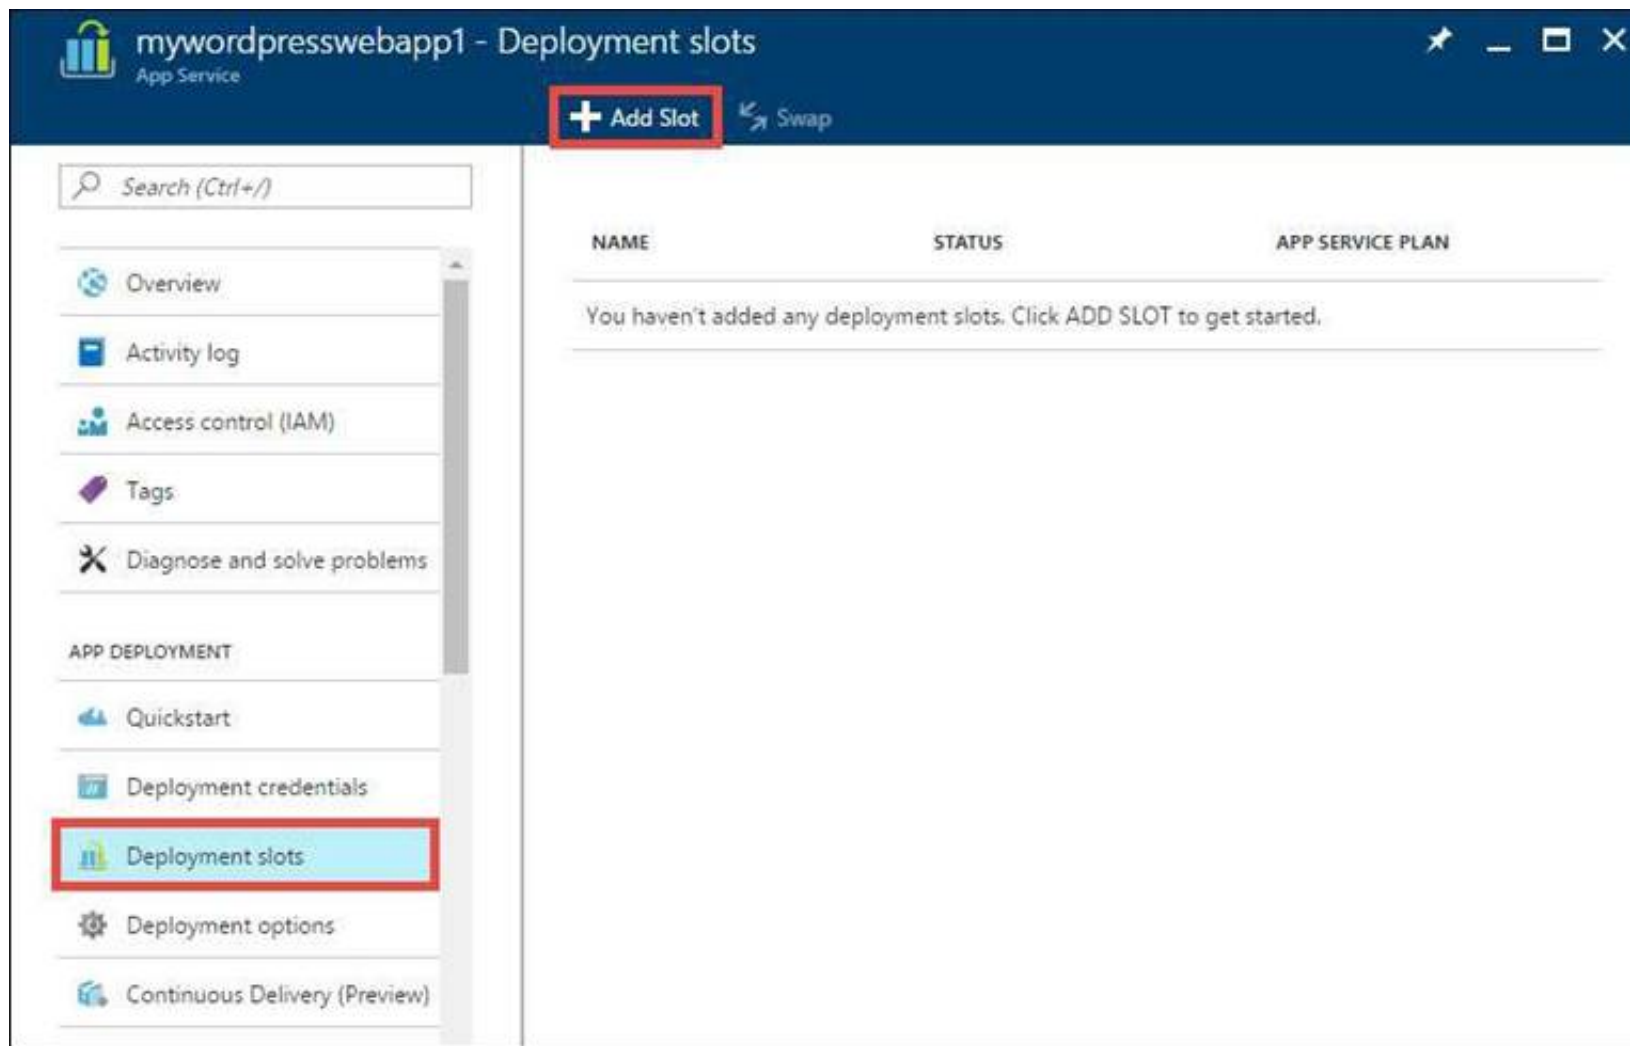 mywordpresswebapp1 - Deployment slots
App Service
Add Slot
Swap
Search (Ctrl+/)
Overview
Activity log
Access control (IAM)
Tags
Diagnose and solve problems
APP DEPLOYMENT
Quickstart
Deployment credentials
Deployment slots
Deployment options
Continuous Delivery (Preview)
NAME STATUS APP SERVICE PLAN
You haven't added any deployment slots. Click ADD SLOT to get started.